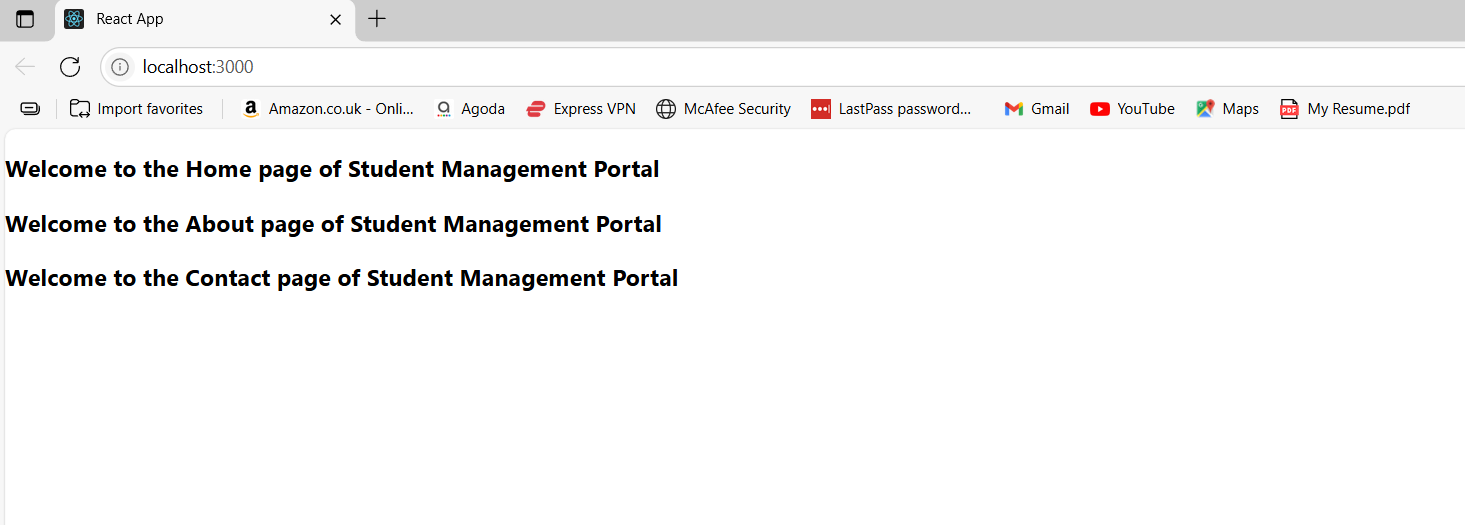 React App
localhost:3000
Import favorites Amazon.co.uk - Onli... Agoda Express VPN McAfee Security LastPass password... Gmail YouTube Maps PDF My Resume.pdf
Welcome to the Home page of Student Management Portal
Welcome to the About page of Student Management Portal
Welcome to the Contact page of Student Management Portal